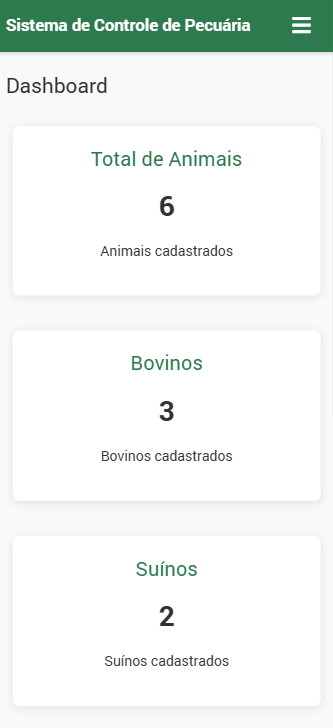 Sistema de Controle de Pecuária
Dashboard
Total de Animais
6
Animais cadastrados
Bovinos
3
Bovinos cadastrados
Suínos
2
Suínos cadastrados